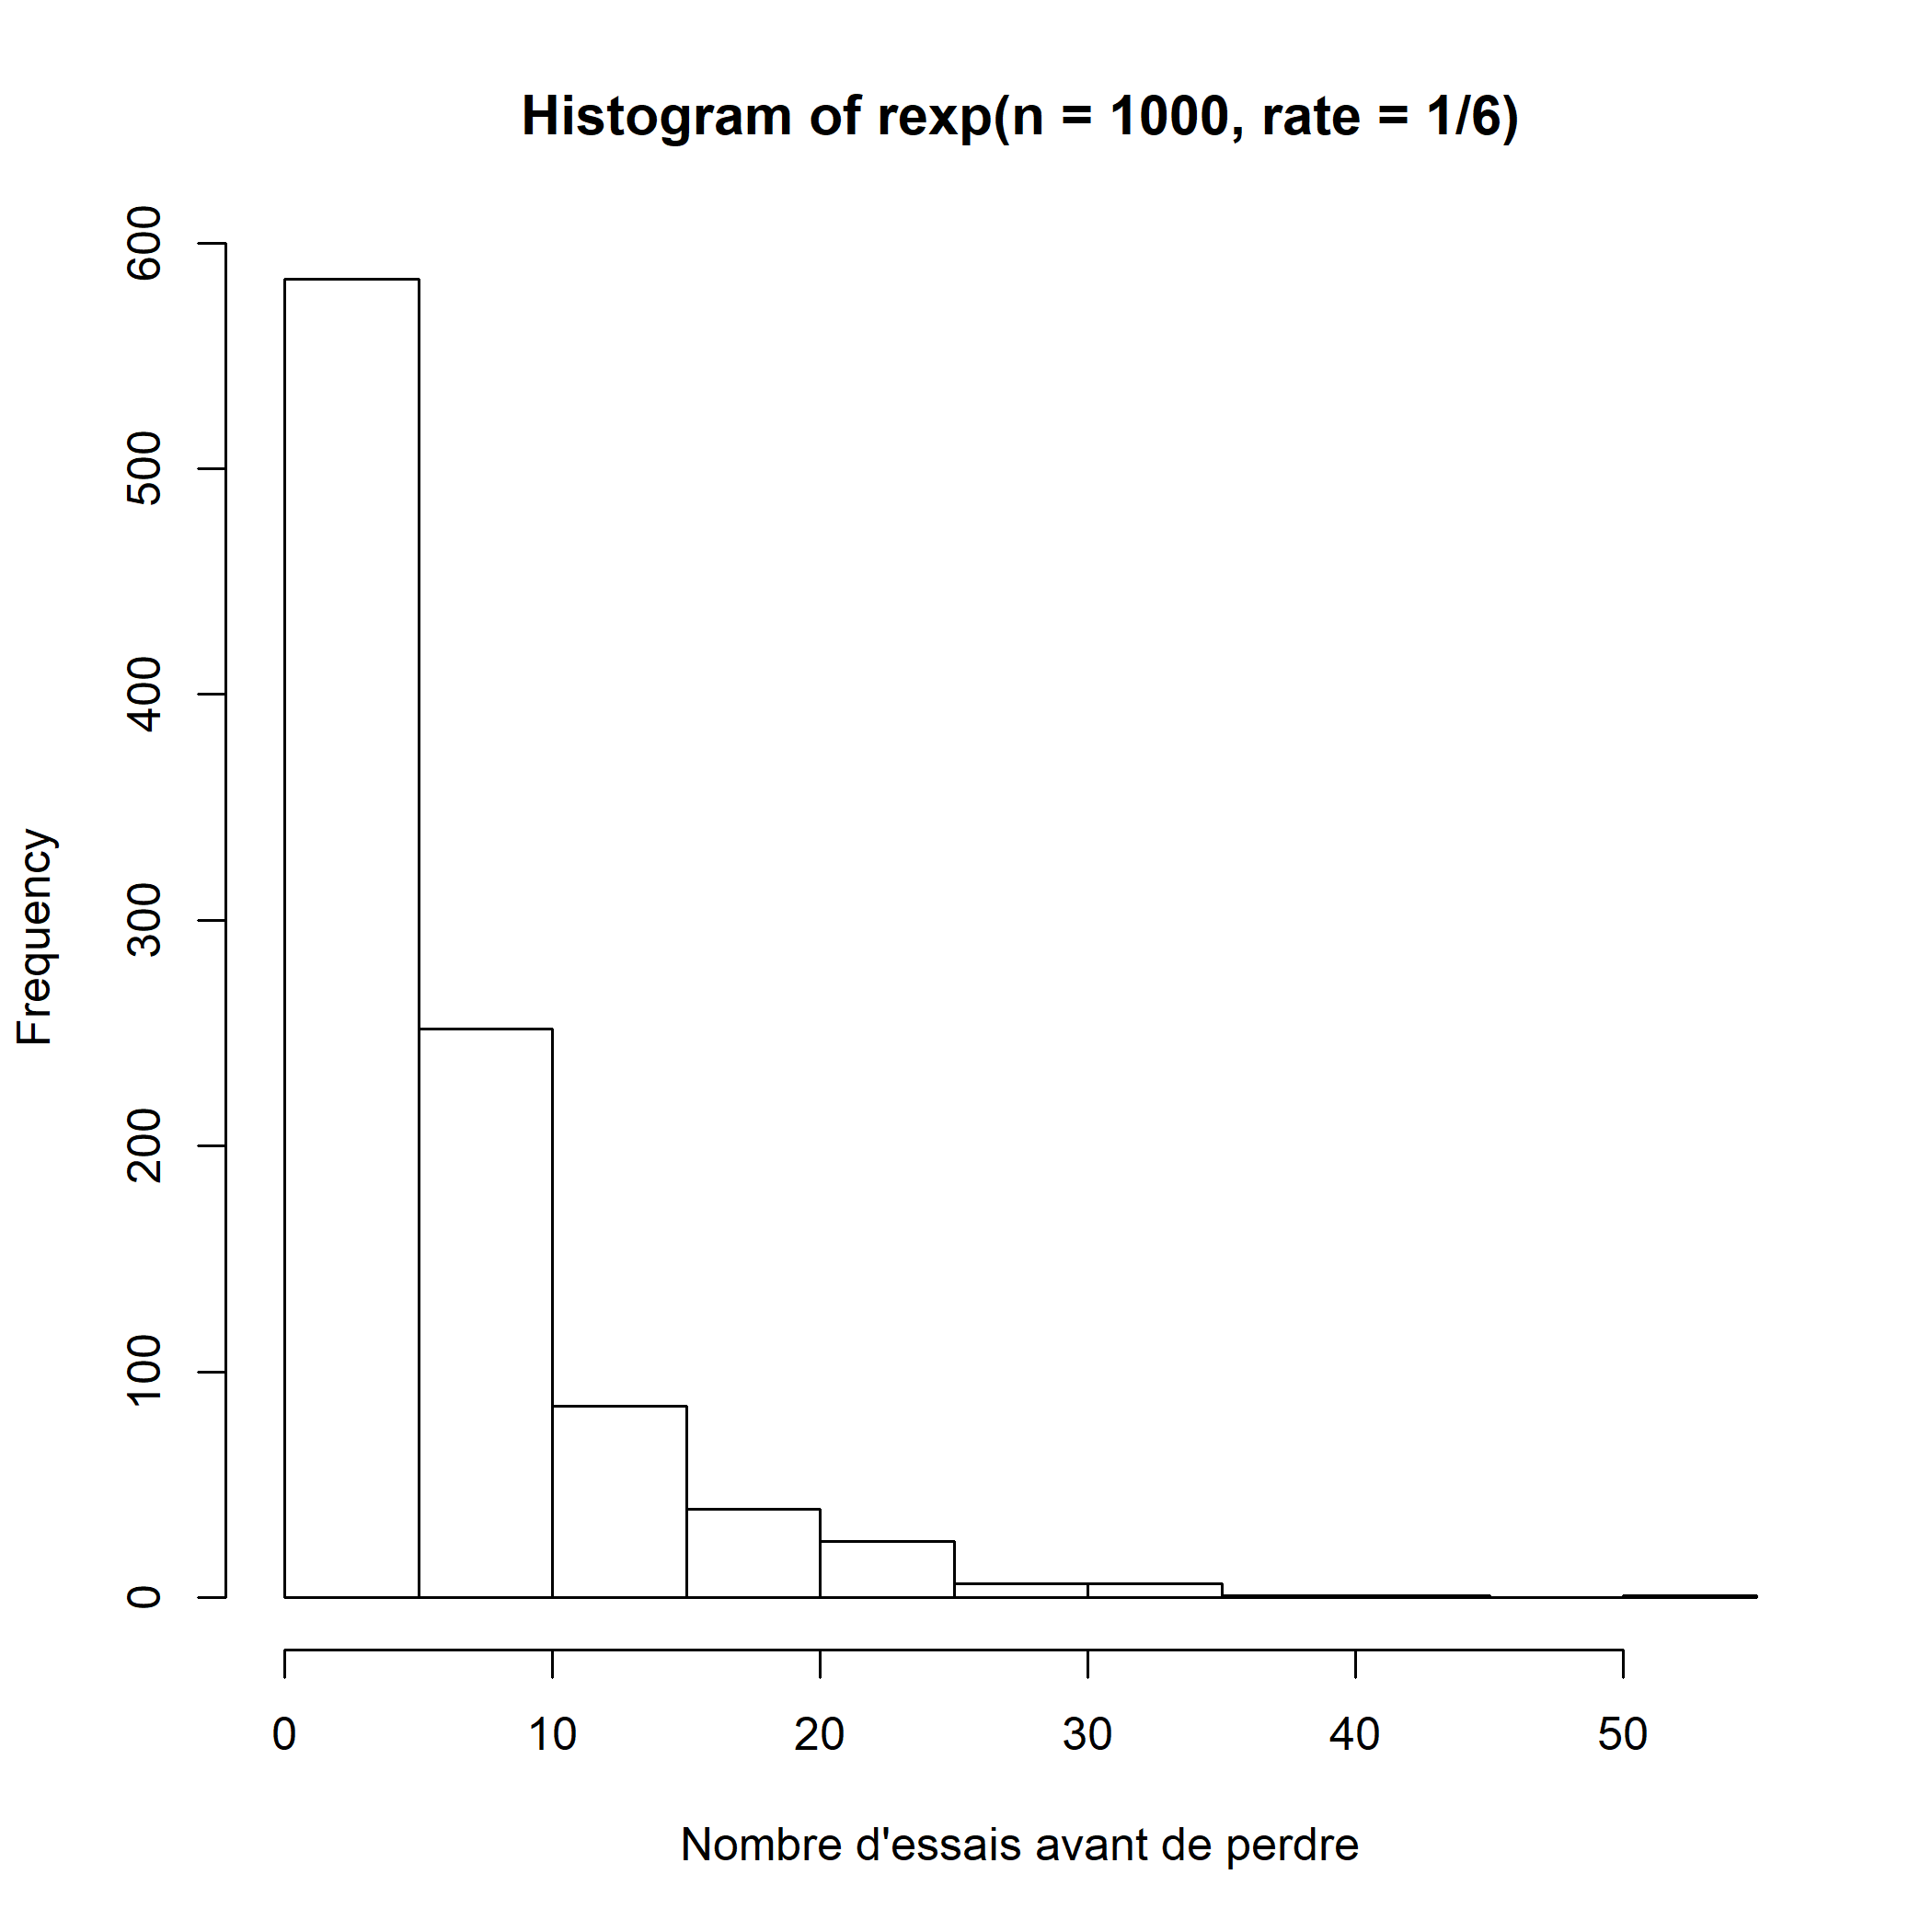 Histogram of rexp(n = 1000, rate = 1/6)
Frequency
600
500
400
300
200
100
0
0 10 20 30 40 50
Nombre d'essais avant de perdre